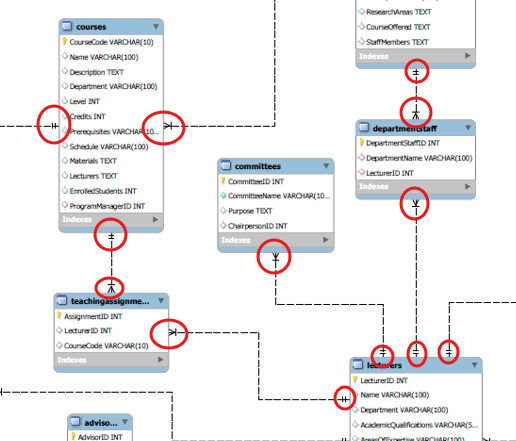 courses
CourseCode VARCHAR(10)
Name VARCHAR(100)
Description TEXT
Department VARCHAR(100)
Level INT
Credits INT
Prerequisites VARCHAR(10...
Schedule VARCHAR(100)
Materials TEXT
Lecturers TEXT
EnrolledStudents INT
ProgramManagerID INT
Indexes
ResearchAreas TEXT
CourseOffered TEXT
StaffMembers TEXT
Indexes
departmentstaff
DepartmentStaffID INT
DepartmentName VARCHAR(100)
LecturerID INT
Indexes
committees
CommitteeID INT
CommitteeName VARCHAR(10...
Purpose TEXT
ChairpersonID INT
Indexes
teachingassignme...
AssignmentID INT
LecturerID INT
CourseCode VARCHAR(10)
Indexes
lecturers
LecturerID INT
Name VARCHAR(100)
Department VARCHAR(100)
AcademicQualifications VARCHAR(5...
AreasOfExpertise VARCHAR(100)
adviso...
AdvisorID INT